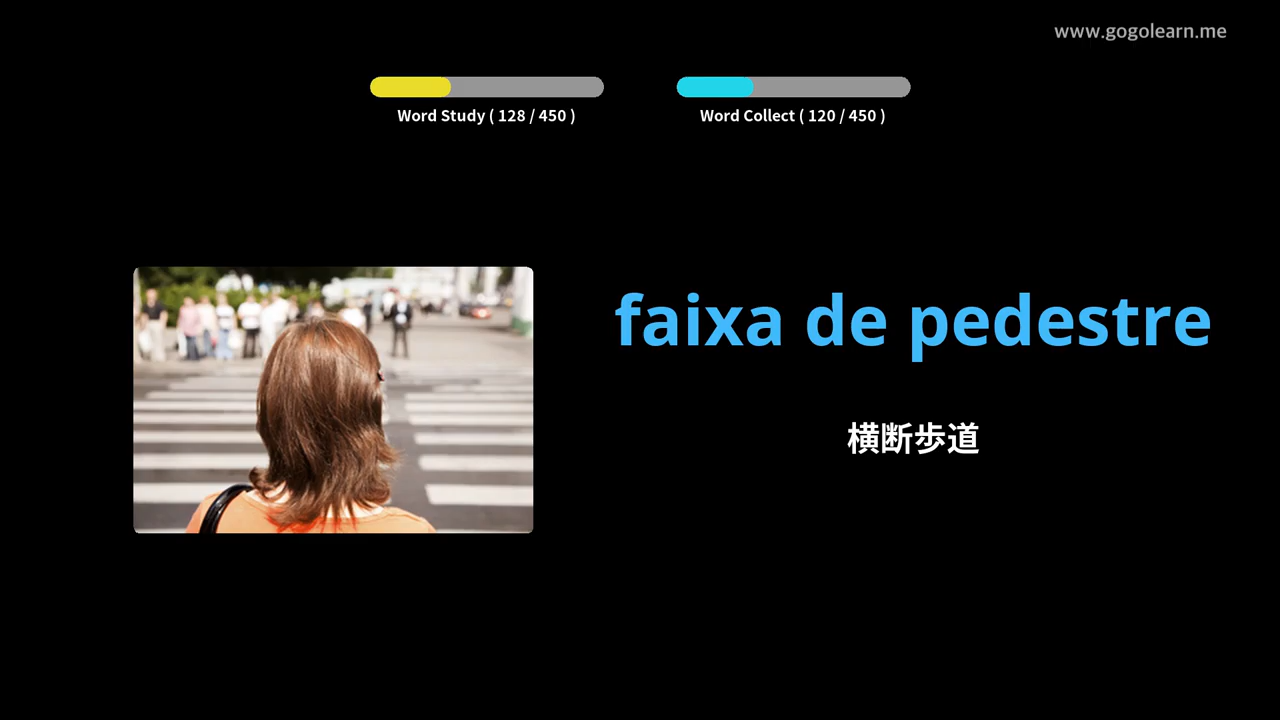 www.gogolearn.me
Word Study ( 128 / 450 )
Word Collect ( 120 / 450 )
faixa de pedestre
横断歩道